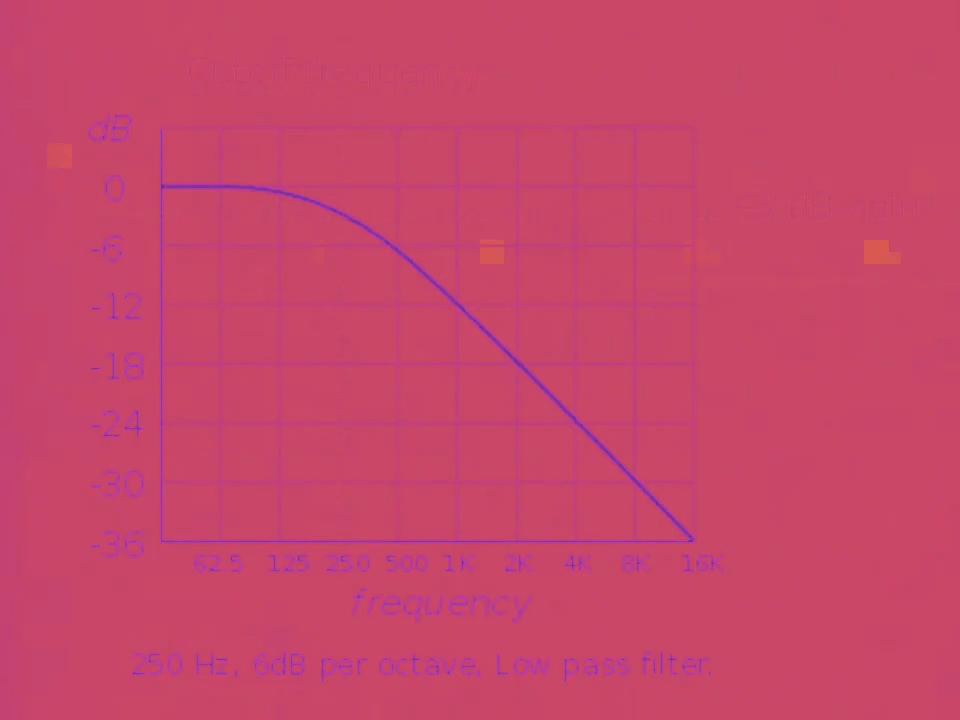 dB
0
-6
-12
-18
-24
-30
-36
62.5 125 250 500 1K 2K 4K 8K 16K
frequency
250 Hz, 6dB per octave, Low pass filter.